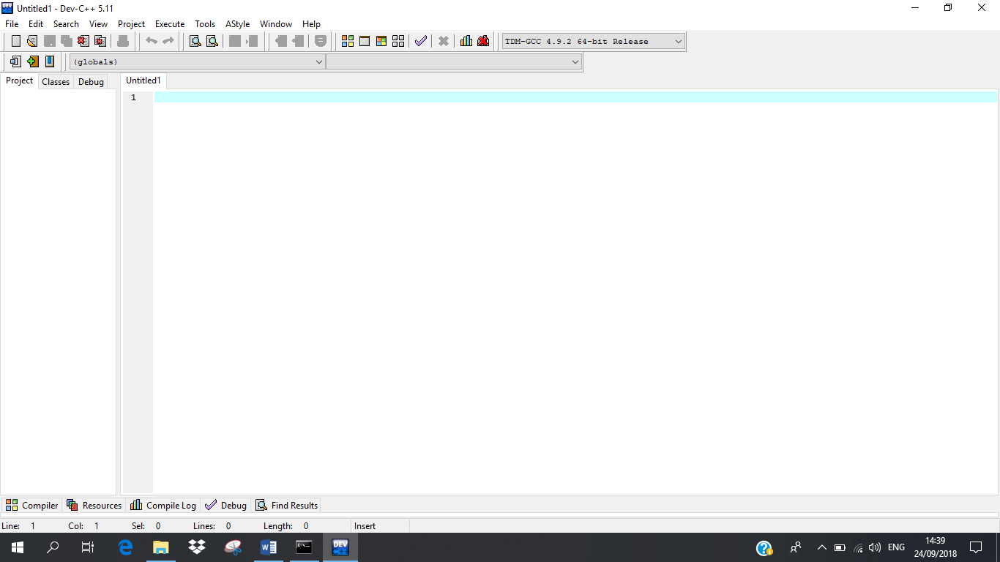 Untitled1 - Dev-C++ 5.11
File Edit Search View Project Execute Tools AStyle Window Help
TDM-GCC 4.9.2 64-bit Release
(globals)
Project Classes Debug Untitled1
1
Compiler Resources Compile Log Debug Find Results
Line: 1 Col: 1 Sel: 0 Lines: 0 Length: 0 Insert
DEV C++ ENG 14:39
24/09/2018